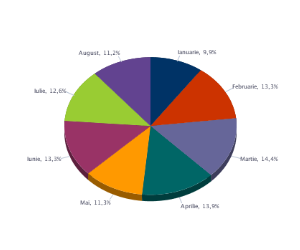 August, 11,2%
Ianuarie, 9,9%
Iulie, 12,6%
Februarie, 13,3%
Iunie, 13,3%
Martie, 14,4%
Mai, 11,3%
Aprilie, 13,9%